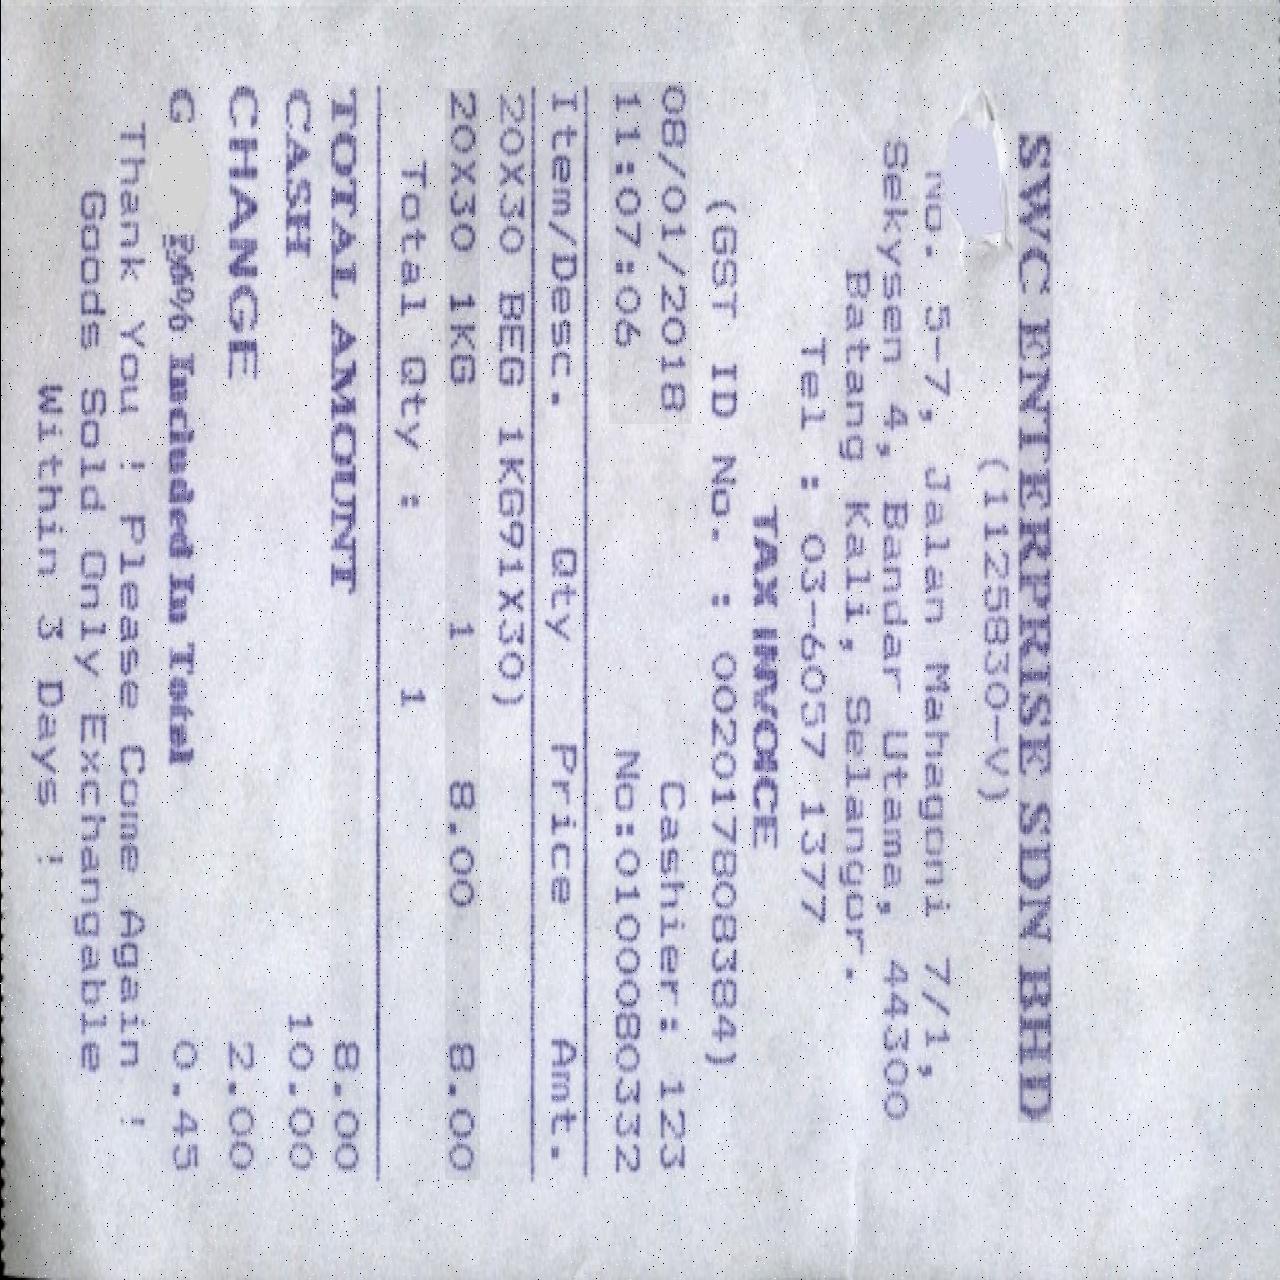 SWC ENTERPRISE SDN BHD
(1125830-V)
No. 5-7, Jalan Mahagoni 7/1,
Sekysen 4, Bandar Utama, 44300
Batang Kali, Selangor.
Tel : 03-6057 1377
TAX INVOICE
(GST ID No. : 002017808384)
08/01/2018 Cashier: 123
11:07:06 No:0100080332
Item/Desc. Qty Price Amt.
20X30 BEG 1KG91X30)
20X30 1KG 1 8.00 8.00
Total Qty : 1
TOTAL AMOUNT 8.00
CASH 10.00
CHANGE 2.00
G 6% Included In Total 0.45
Thank You ! Please Come Again !
Goods Sold Only Exchangable
Within 3 Days !